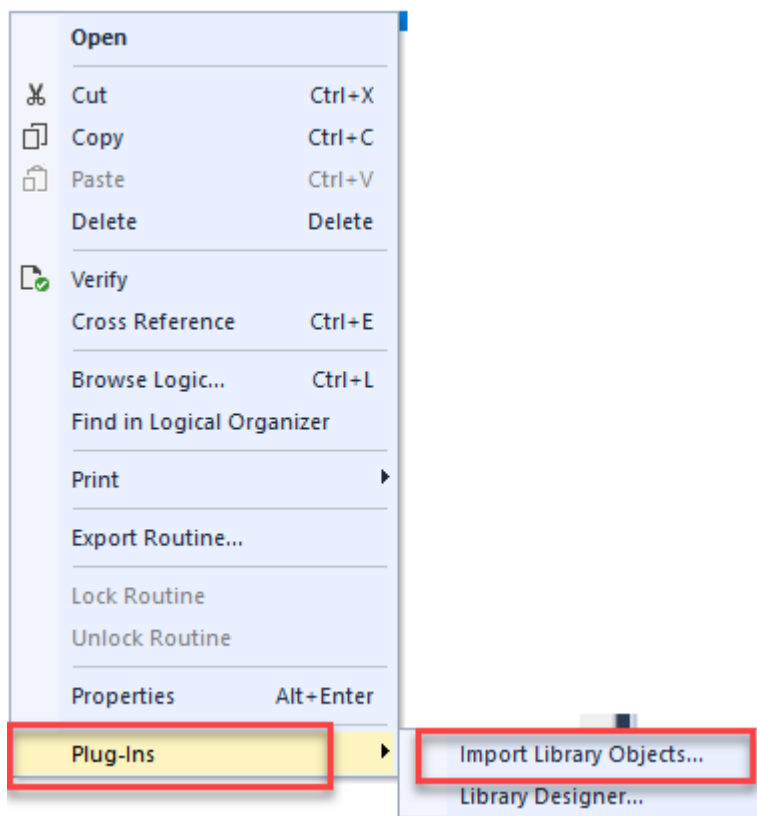 Open
Cut Ctrl+X
Copy Ctrl+C
Paste Ctrl+V
Delete Delete
Verify
Cross Reference Ctrl+E
Browse Logic... Ctrl+L
Find in Logical Organizer
Print
Export Routine...
Lock Routine
Unlock Routine
Properties Alt+Enter
Plug-Ins Import Library Objects...
Library Designer...